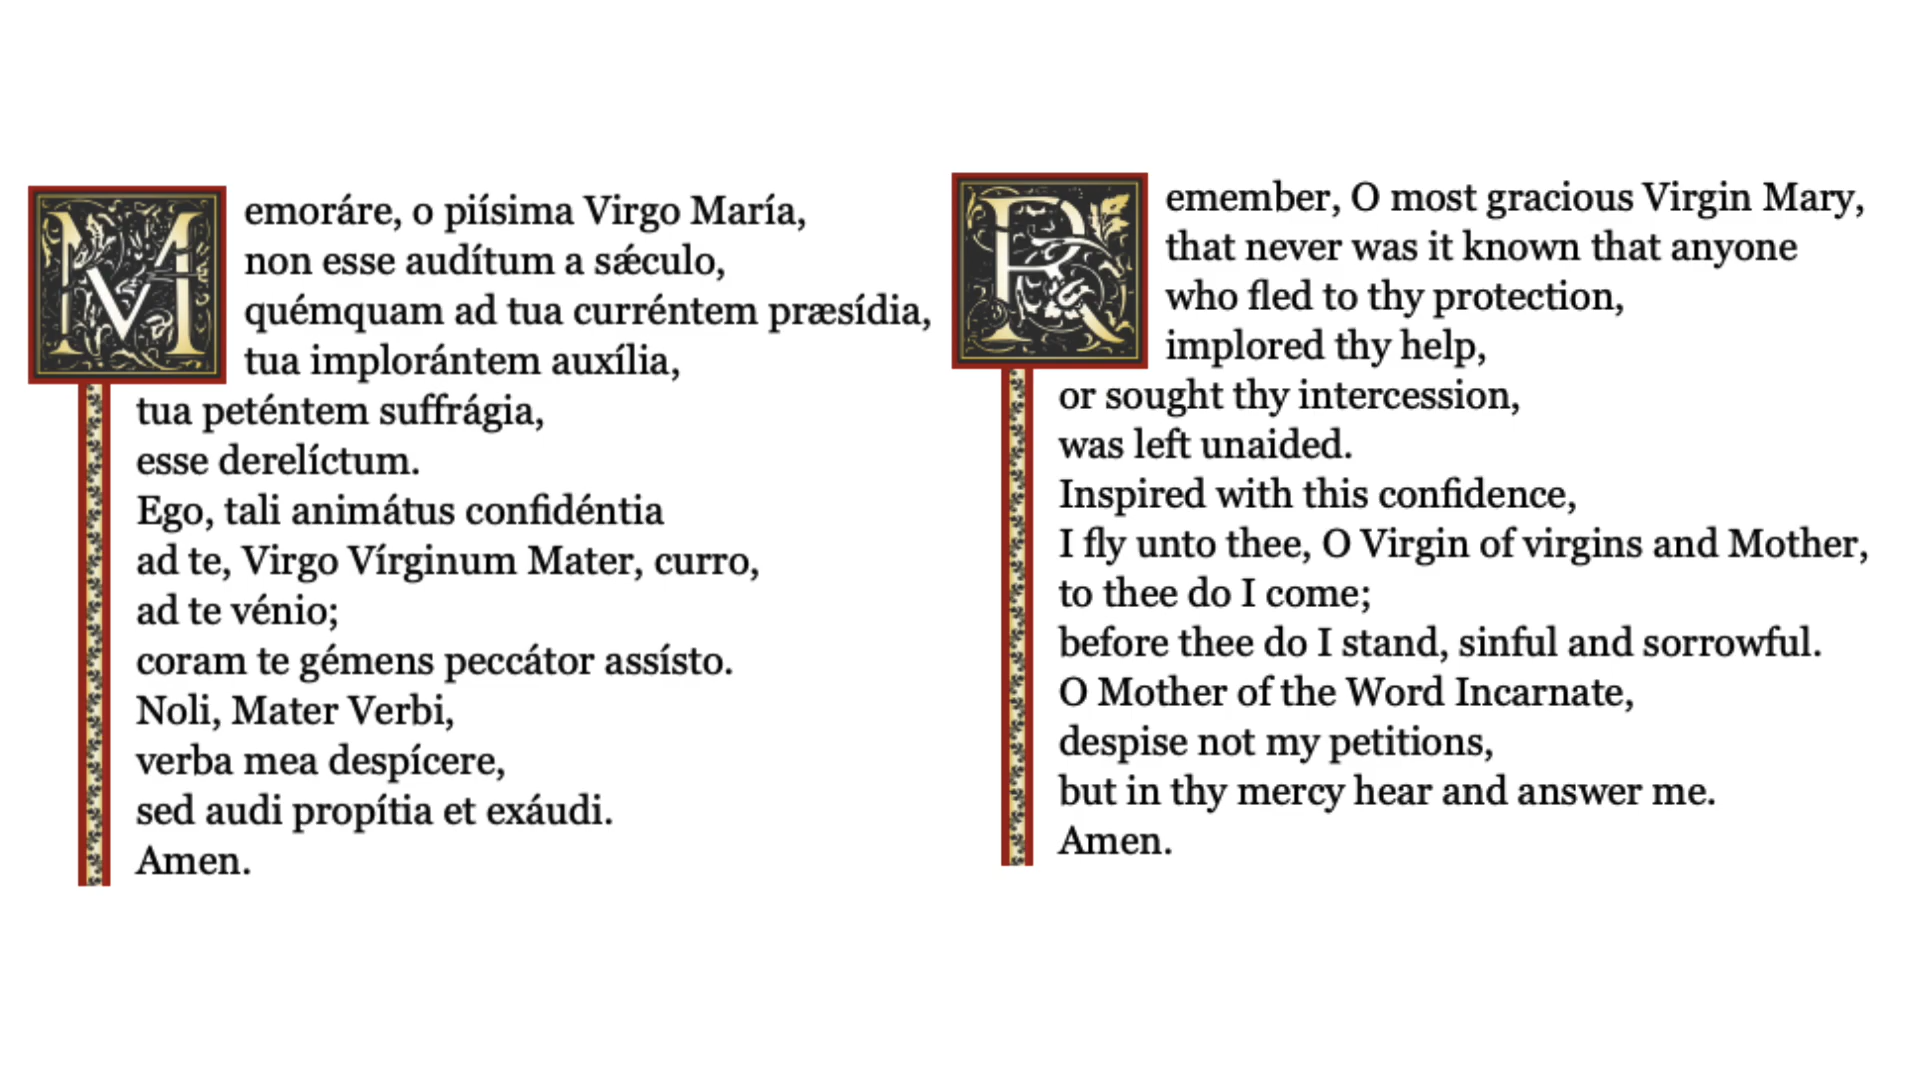 Memoráre, o piísima Virgo María,
non esse audítum a sǽculo,
quémquam ad tua curréntem præsídia,
tua implorántem auxília,
tua peténtem suffrágia,
esse derelíctum.
Ego, tali animátus confidéntia
ad te, Virgo Vírginum Mater, curro,
ad te vénio;
coram te gémens peccátor assísto.
Noli, Mater Verbi,
verba mea despícere,
sed audi propítia et exáudi.
Amen.
Remember, O most gracious Virgin Mary,
that never was it known that anyone
who fled to thy protection,
implored thy help,
or sought thy intercession,
was left unaided.
Inspired with this confidence,
I fly unto thee, O Virgin of virgins and Mother,
to thee do I come;
before thee do I stand, sinful and sorrowful.
O Mother of the Word Incarnate,
despise not my petitions,
but in thy mercy hear and answer me.
Amen.